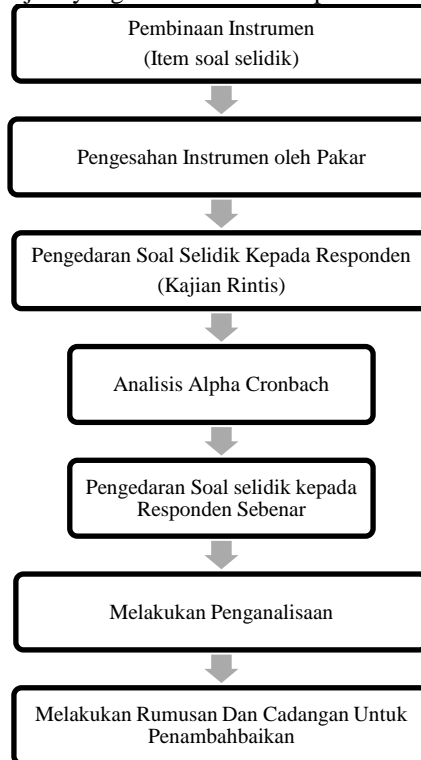 Pembinaan Instrumen
(Item soal selidik)
Pengesahan Instrumen oleh Pakar
Pengedaran Soal Selidik Kepada Responden
(Kajian Rintis)
Analisis Alpha Cronbach
Pengedaran Soal selidik kepada
Responden Sebenar
Melakukan Penganalisaan
Melakukan Rumusan Dan Cadangan Untuk
Penambahbaikan